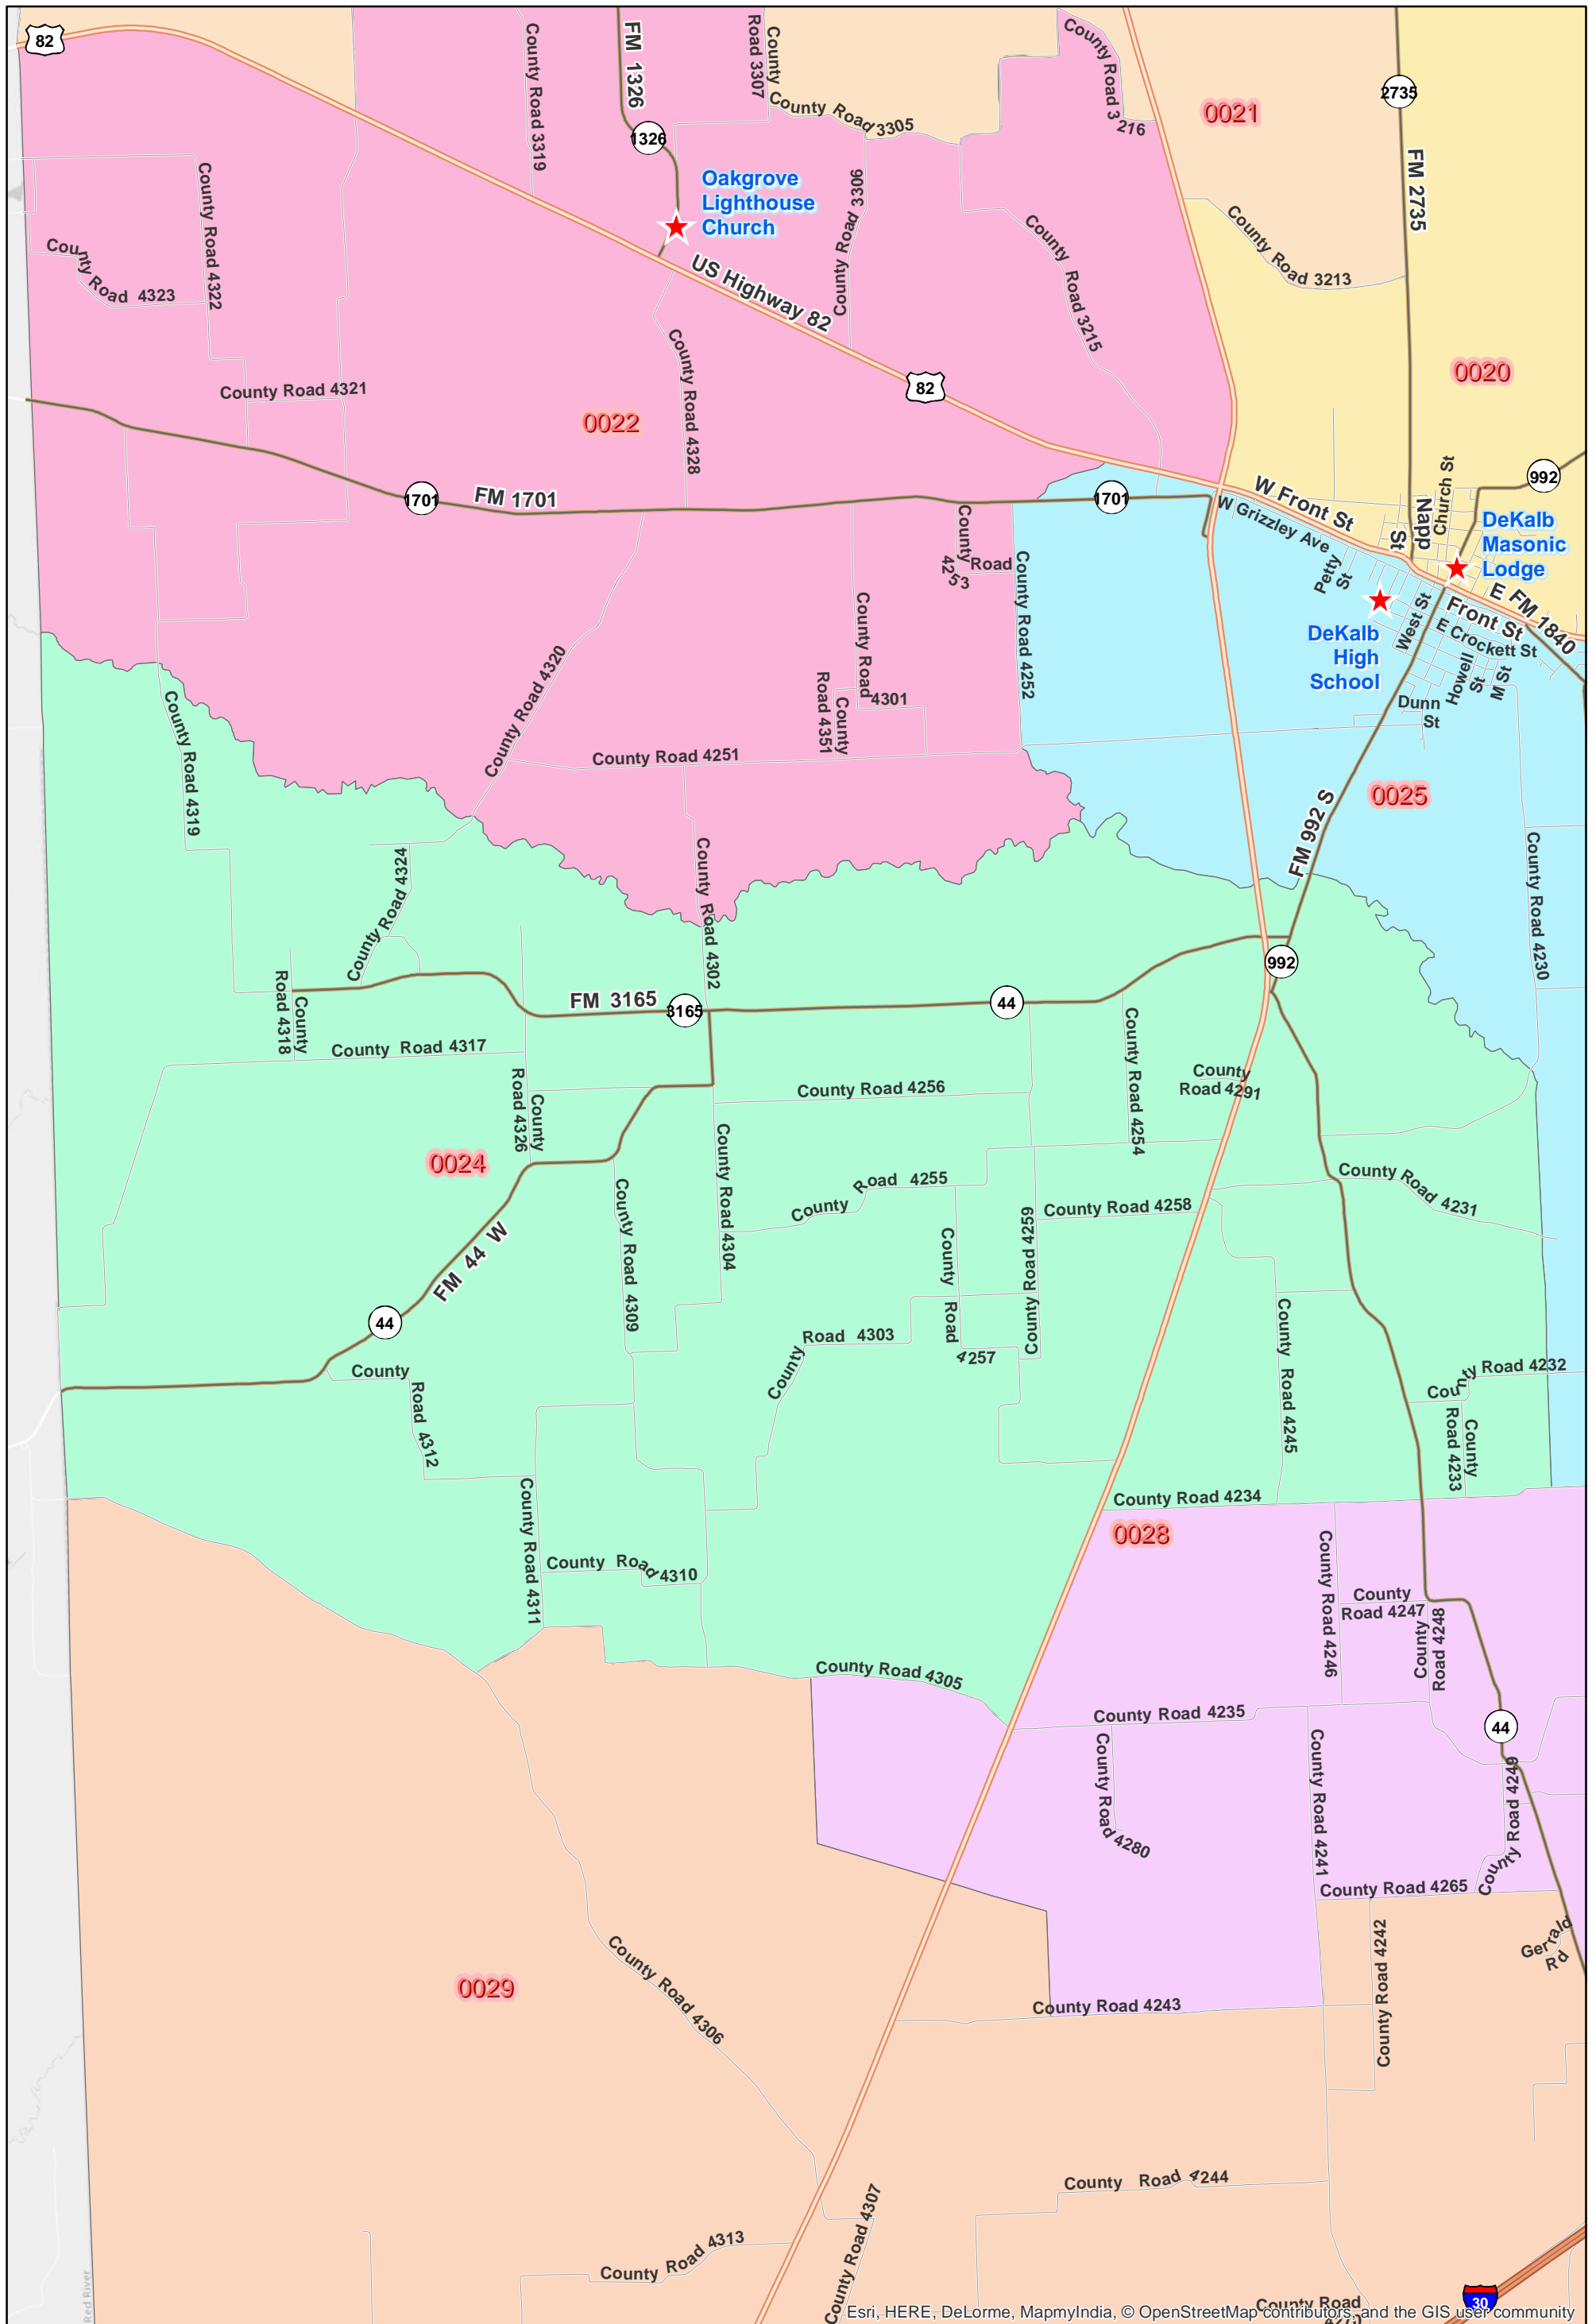 82
County Road 3319
FM 1326
Road 3307
County
County Road 3305
County Road 3216
0021
2735
FM 2735
1326
Oakgrove
Lighthouse
Church
County Road 3306
County Road 4322
County Road 4323
US Highway 82
County Road 3215
County Road 3213
0020
County Road 4321
County Road 4328
82
0022
1701
FM 1701
1701
W Front St
W Grizzley Ave
Napp
St
Church St
992
DeKalb
Masonic
Lodge
Petty
St
County
Road
4253
County Road 4252
E FM 1840
Front St
West St
E Crockett St
DeKalb
High
School
Howell
St
M St
Dunn
St
County Road 4320
County Road
4301
Road 4351
County
County Road 4251
County Road 4319
0025
FM 992 S
County Road 4324
County Road 4302
County Road 4230
992
Road 4318
County
FM 3165
3165
44
County Road 4317
Road 4326
County
County Road 4256
County Road 4254
County
Road 4291
0024
County Road 4304
County Road 4255
County Road 4259
County Road 4258
County Road 4231
FM 44 W
County Road 4309
County Road
4257
44
County Road 4303
County Road 4245
County
Road 4312
County Road 4232
Road 4233
County
County Road 4311
County Road 4234
0028
County Road 4310
County Road 4246
County
Road 4247
County
Road 4248
County Road 4305
County Road 4235
44
County Road 4280
County Road 4241
County Road 4249
County Road 4265
Gerrald
Rd
County Road 4242
0029
County Road 4306
County Road 4243
County Road 4244
County Road 4307
County Road 4313
Red River
30
County Road
Esri, HERE, DeLorme, MapmyIndia, © OpenStreetMap contributors, and the GIS user community